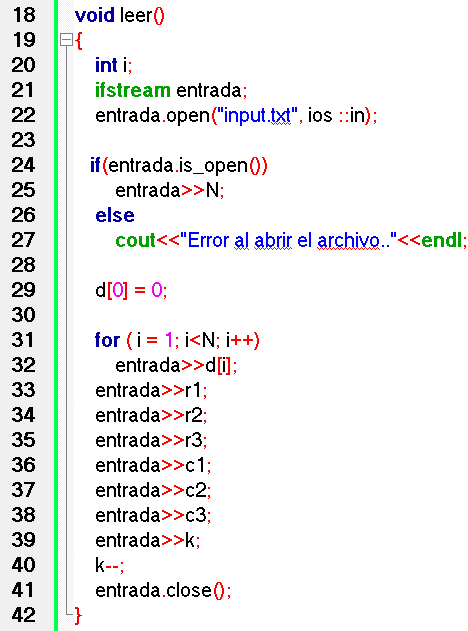 18 void leer()
19 {
20 int i;
21 ifstream entrada;
22 entrada.open("input.txt", ios ::in);
23
24 if(entrada.is_open())
25 entrada>>N;
26 else
27 cout<<"Error al abrir el archivo.."<<endl;
28
29 d[0] = 0;
30
31 for ( i = 1; i<N; i++)
32 entrada>>d[i];
33 entrada>>r1;
34 entrada>>r2;
35 entrada>>r3;
36 entrada>>c1;
37 entrada>>c2;
38 entrada>>c3;
39 entrada>>k;
40 k--;
41 entrada.close();
42 }